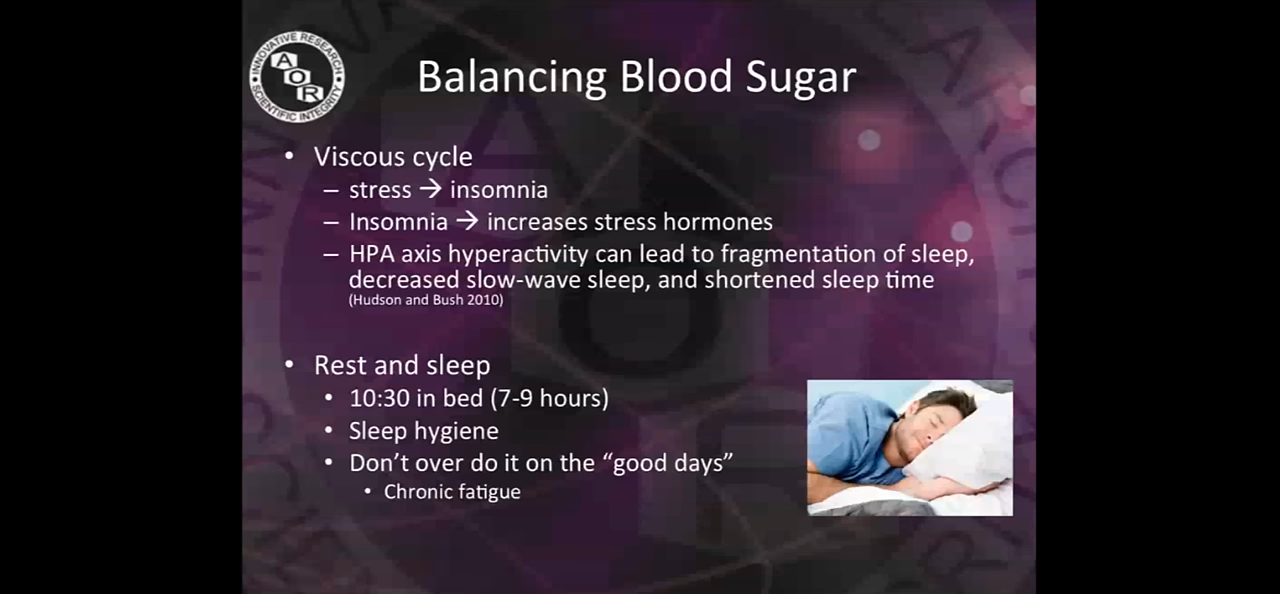 INNOVATIVE RESEARCH
AOR
SCIENTIFIC INTEGRITY
Balancing Blood Sugar
• Viscous cycle
– stress → insomnia
– Insomnia → increases stress hormones
– HPA axis hyperactivity can lead to fragmentation of sleep,
decreased slow-wave sleep, and shortened sleep time
(Hudson and Bush 2010)
• Rest and sleep
• 10:30 in bed (7-9 hours)
• Sleep hygiene
• Don’t over do it on the “good days”
• Chronic fatigue